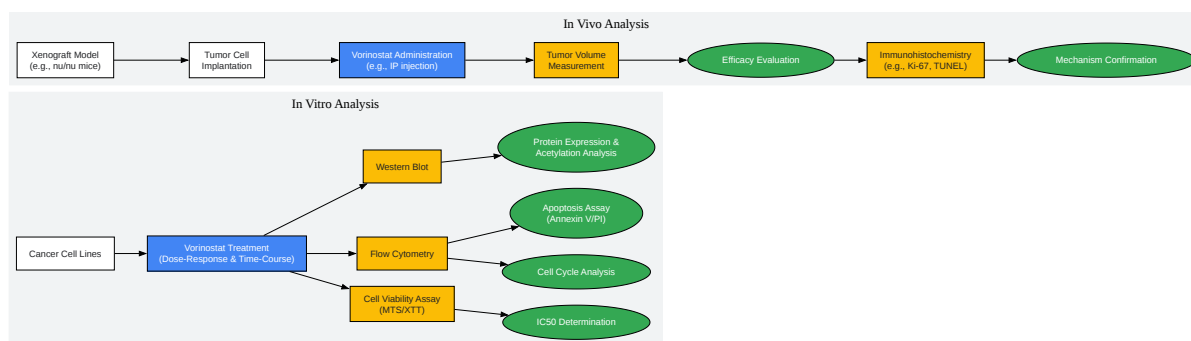 In Vivo Analysis
Xenograft Model
(e.g., nu/nu mice)
Tumor Cell
Implantation
Vorinostat Administration
(e.g., IP injection)
Tumor Volume
Measurement
Efficacy Evaluation
Immunohistochemistry
(e.g., Ki-67, TUNEL)
Mechanism Confirmation
In Vitro Analysis
Cancer Cell Lines
Vorinostat Treatment
(Dose-Response & Time-Course)
Western Blot
Protein Expression &
Acetylation Analysis
Flow Cytometry
Apoptosis Assay
(Annexin V/PI)
Cell Cycle Analysis
Cell Viability Assay
(MTS/XTT)
IC50 Determination